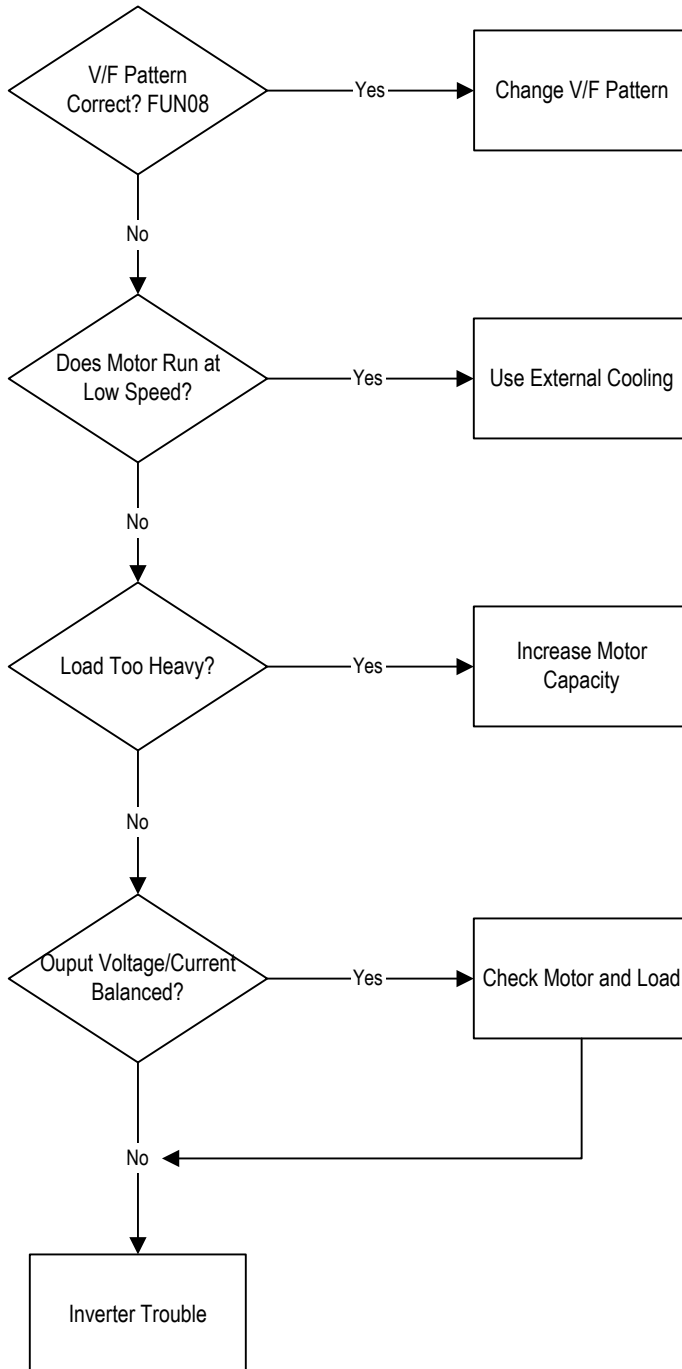 V/F Pattern
Correct? FUN08
Yes
Change V/F Pattern
No
Does Motor Run at
Low Speed?
Yes
Use External Cooling
No
Load Too Heavy?
Yes
Increase Motor
Capacity
No
Ouput Voltage/Current
Balanced?
Yes
Check Motor and Load
No
Inverter Trouble